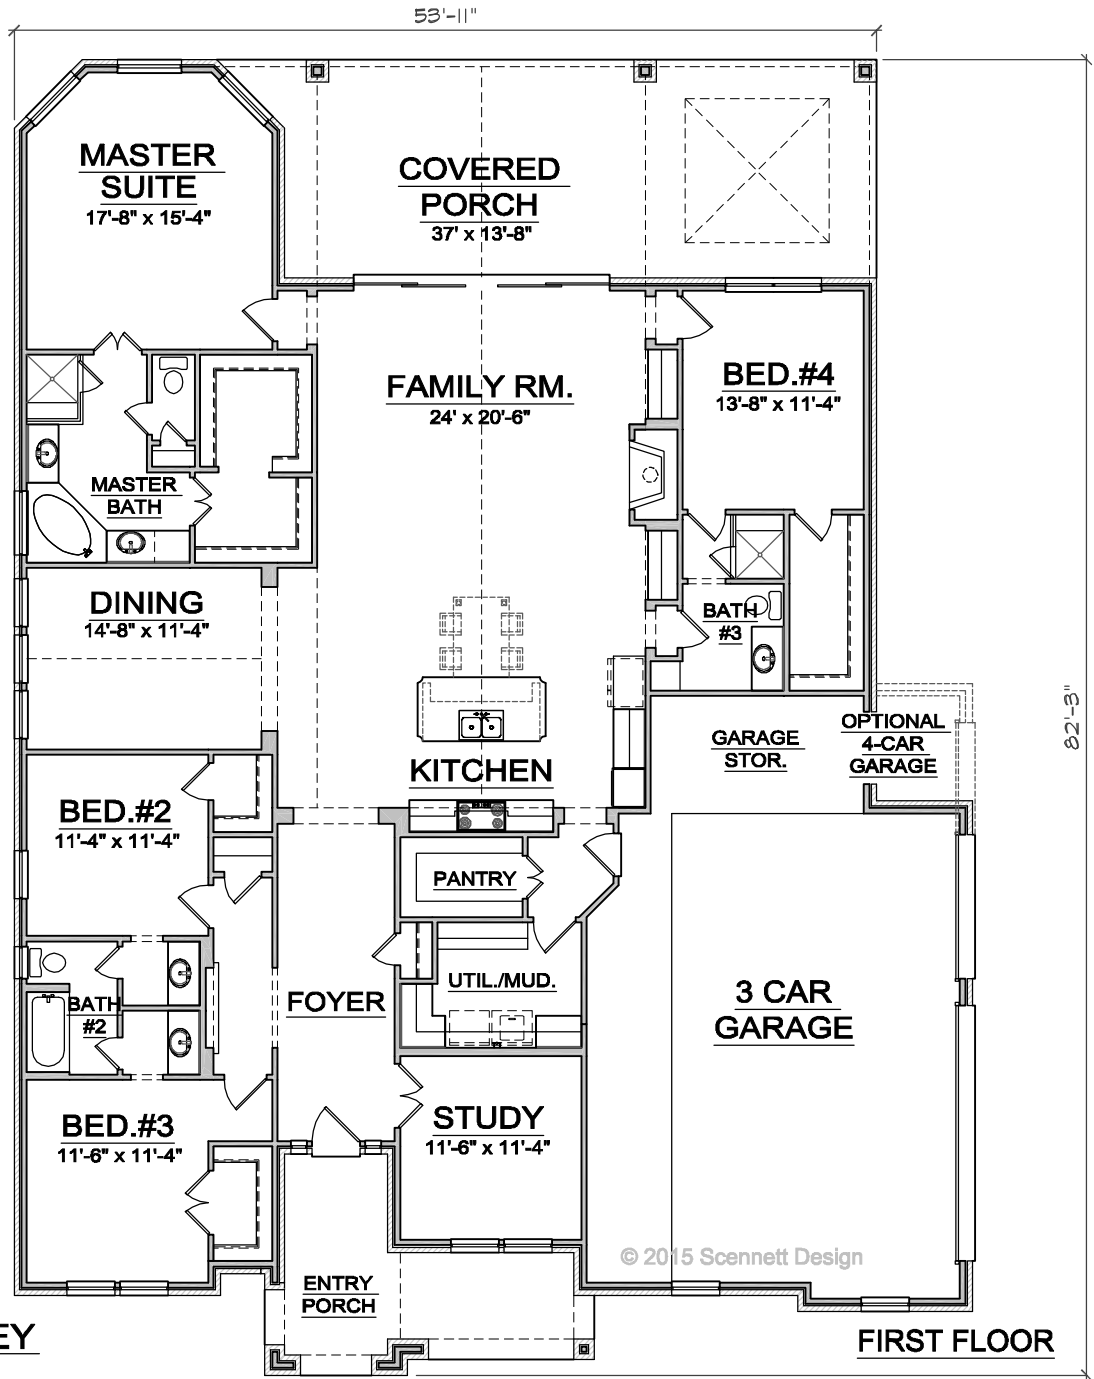 53'-11"
MASTER
SUITE
17'-8" x 15'-4"
COVERED
PORCH
37' x 13'-8"
FAMILY RM.
24' x 20'-6"
BED.#4
13'-8" x 11'-4"
MASTER
BATH
DINING
14'-8" x 11'-4"
BATH
#3
82'-3"
OPTIONAL
4-CAR
GARAGE
GARAGE
STOR.
KITCHEN
BED.#2
11'-4" x 11'-4"
PANTRY
UTIL./MUD.
FOYER
BATH
#2
3 CAR
GARAGE
BED.#3
11'-6" x 11'-4"
STUDY
11'-6" x 11'-4"
© 2015 Scennett Design
ENTRY
PORCH
EY
FIRST FLOOR